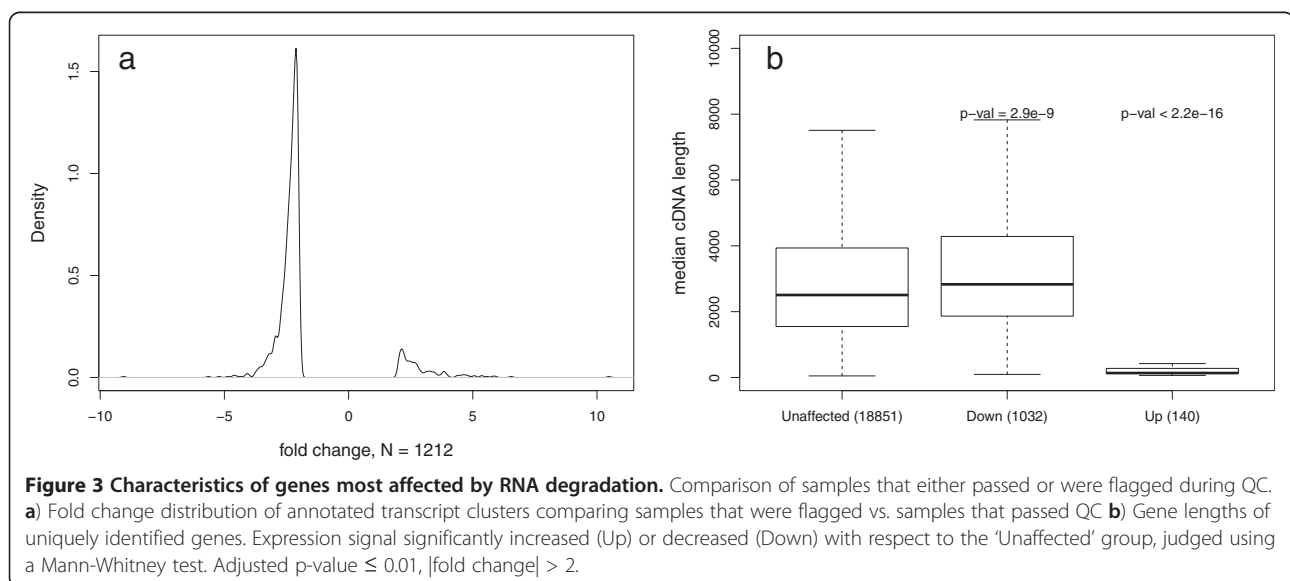 a
Density
0.0
0.5
1.0
1.5
−10
−5
0
5
10
fold change, N = 1212
b
median cDNA length
0
2000
4000
6000
8000
10000
p−val = 2.9e−9
p−val < 2.2e−16
Unaffected (18851)
Down (1032)
Up (140)
Figure 3 Characteristics of genes most affected by RNA degradation. Comparison of samples that either passed or were flagged during QC.
a) Fold change distribution of annotated transcript clusters comparing samples that were flagged vs. samples that passed QC b) Gene lengths of
uniquely identified genes. Expression signal significantly increased (Up) or decreased (Down) with respect to the ‘Unaffected’ group, judged using
a Mann-Whitney test. Adjusted p-value ≤ 0.01, |fold change| > 2.